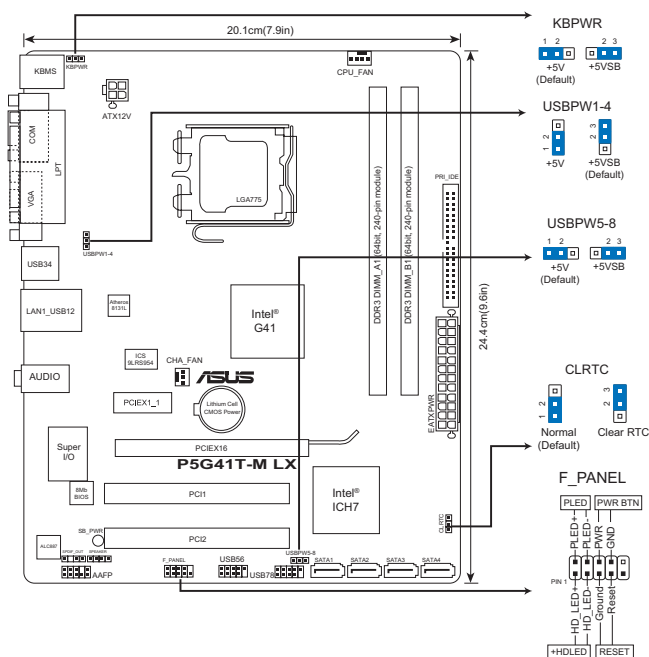 20.1cm(7.9in)
KBPWR
1 2
2 3
+5V
(Default)
+5VSB
USBPW1-4
1 2
2 3
+5V
+5VSB
(Default)
USBPW5-8
1 2
2 3
+5V
(Default)
+5VSB
CLRTC
1 2
2 3
Normal
(Default)
Clear RTC
F_PANEL
PLED
PWR BTN
PLED+
PLED-
PWR
GND
PIN 1
HD_LED+
HD_LED-
Ground
Reset
+HDLED
RESET
KBMS
KBPWR
CPU_FAN
ATX12V
COM
LPT
VGA
LGA775
DDR3 DIMM_A1 (64bit, 240-pin module)
DDR3 DIMM_B1 (64bit, 240-pin module)
PRI_IDE
24.4cm(9.6in)
USBPW1-4
USB34
LAN1_USB12
Atheros
8131L
Intel®
G41
ICS
9LRS954
CHA_FAN
ASUS
AUDIO
PCIEX1_1
Lithium Cell
CMOS Power
EATXPWR
Super
I/O
PCIEX16
P5G41T-M LX
8Mb
BIOS
PCI1
Intel®
ICH7
CLRTC
SB_PWR
PCI2
ALC887
SPDIF_OUT
SPEAKER
AAFP
F_PANEL
USB56
USB78
USBPW5-8
SATA1
SATA2
SATA3
SATA4